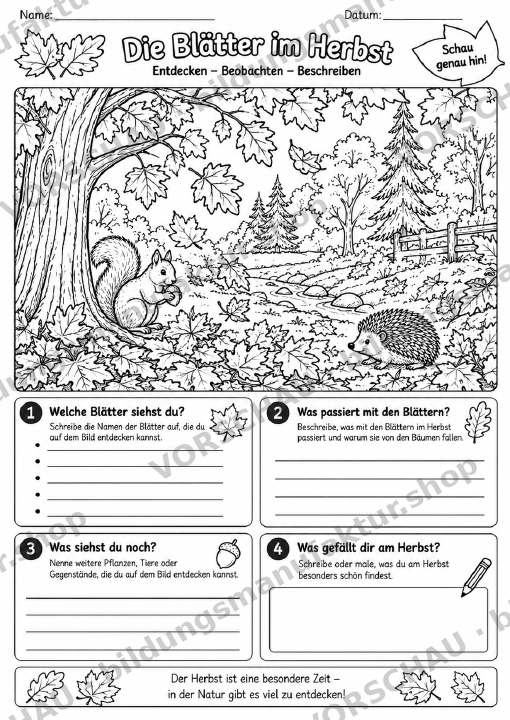 Name:
Datum:
Die Blätter im Herbst
Entdecken – Beobachten – Beschreiben
Schau
genau hin!
1 Welche Blätter siehst du?
Schreibe die Namen der Blätter auf, die du
auf dem Bild entdecken kannst.
2 Was passiert mit den Blättern?
Beschreibe, was mit den Blättern im Herbst
passiert und warum sie von den Bäumen fallen.
3 Was siehst du noch?
Nenne weitere Pflanzen, Tiere oder
Gegenstände, die du auf dem Bild entdecken kannst.
4 Was gefällt dir am Herbst?
Schreibe oder male, was du am Herbst
besonders schön findest.
Der Herbst ist eine besondere Zeit –
in der Natur gibt es viel zu entdecken!
VORSCHAU · bildungsmanufaktur.shop